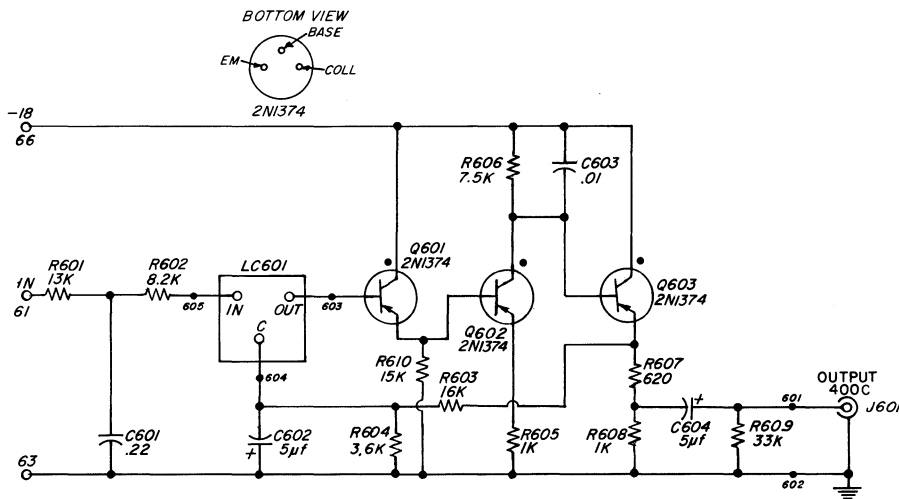 BOTTOM VIEW
BASE
EM
COLL
2N1374
-18
66
R606
7.5K
C603
.01
Q601
2N1374
Q603
2N1374
R601
13K
R602
8.2K
LC601
IN
61
605
IN
OUT
603
C
604
Q602
2N1374
R610
15K
R603
16K
R607
620
OUTPUT
400C
J601
601
C601
.22
C602
+ 5µf
R604
3.6K
R605
1K
R608
1K
C604 +
5µf
R609
33K
63
602